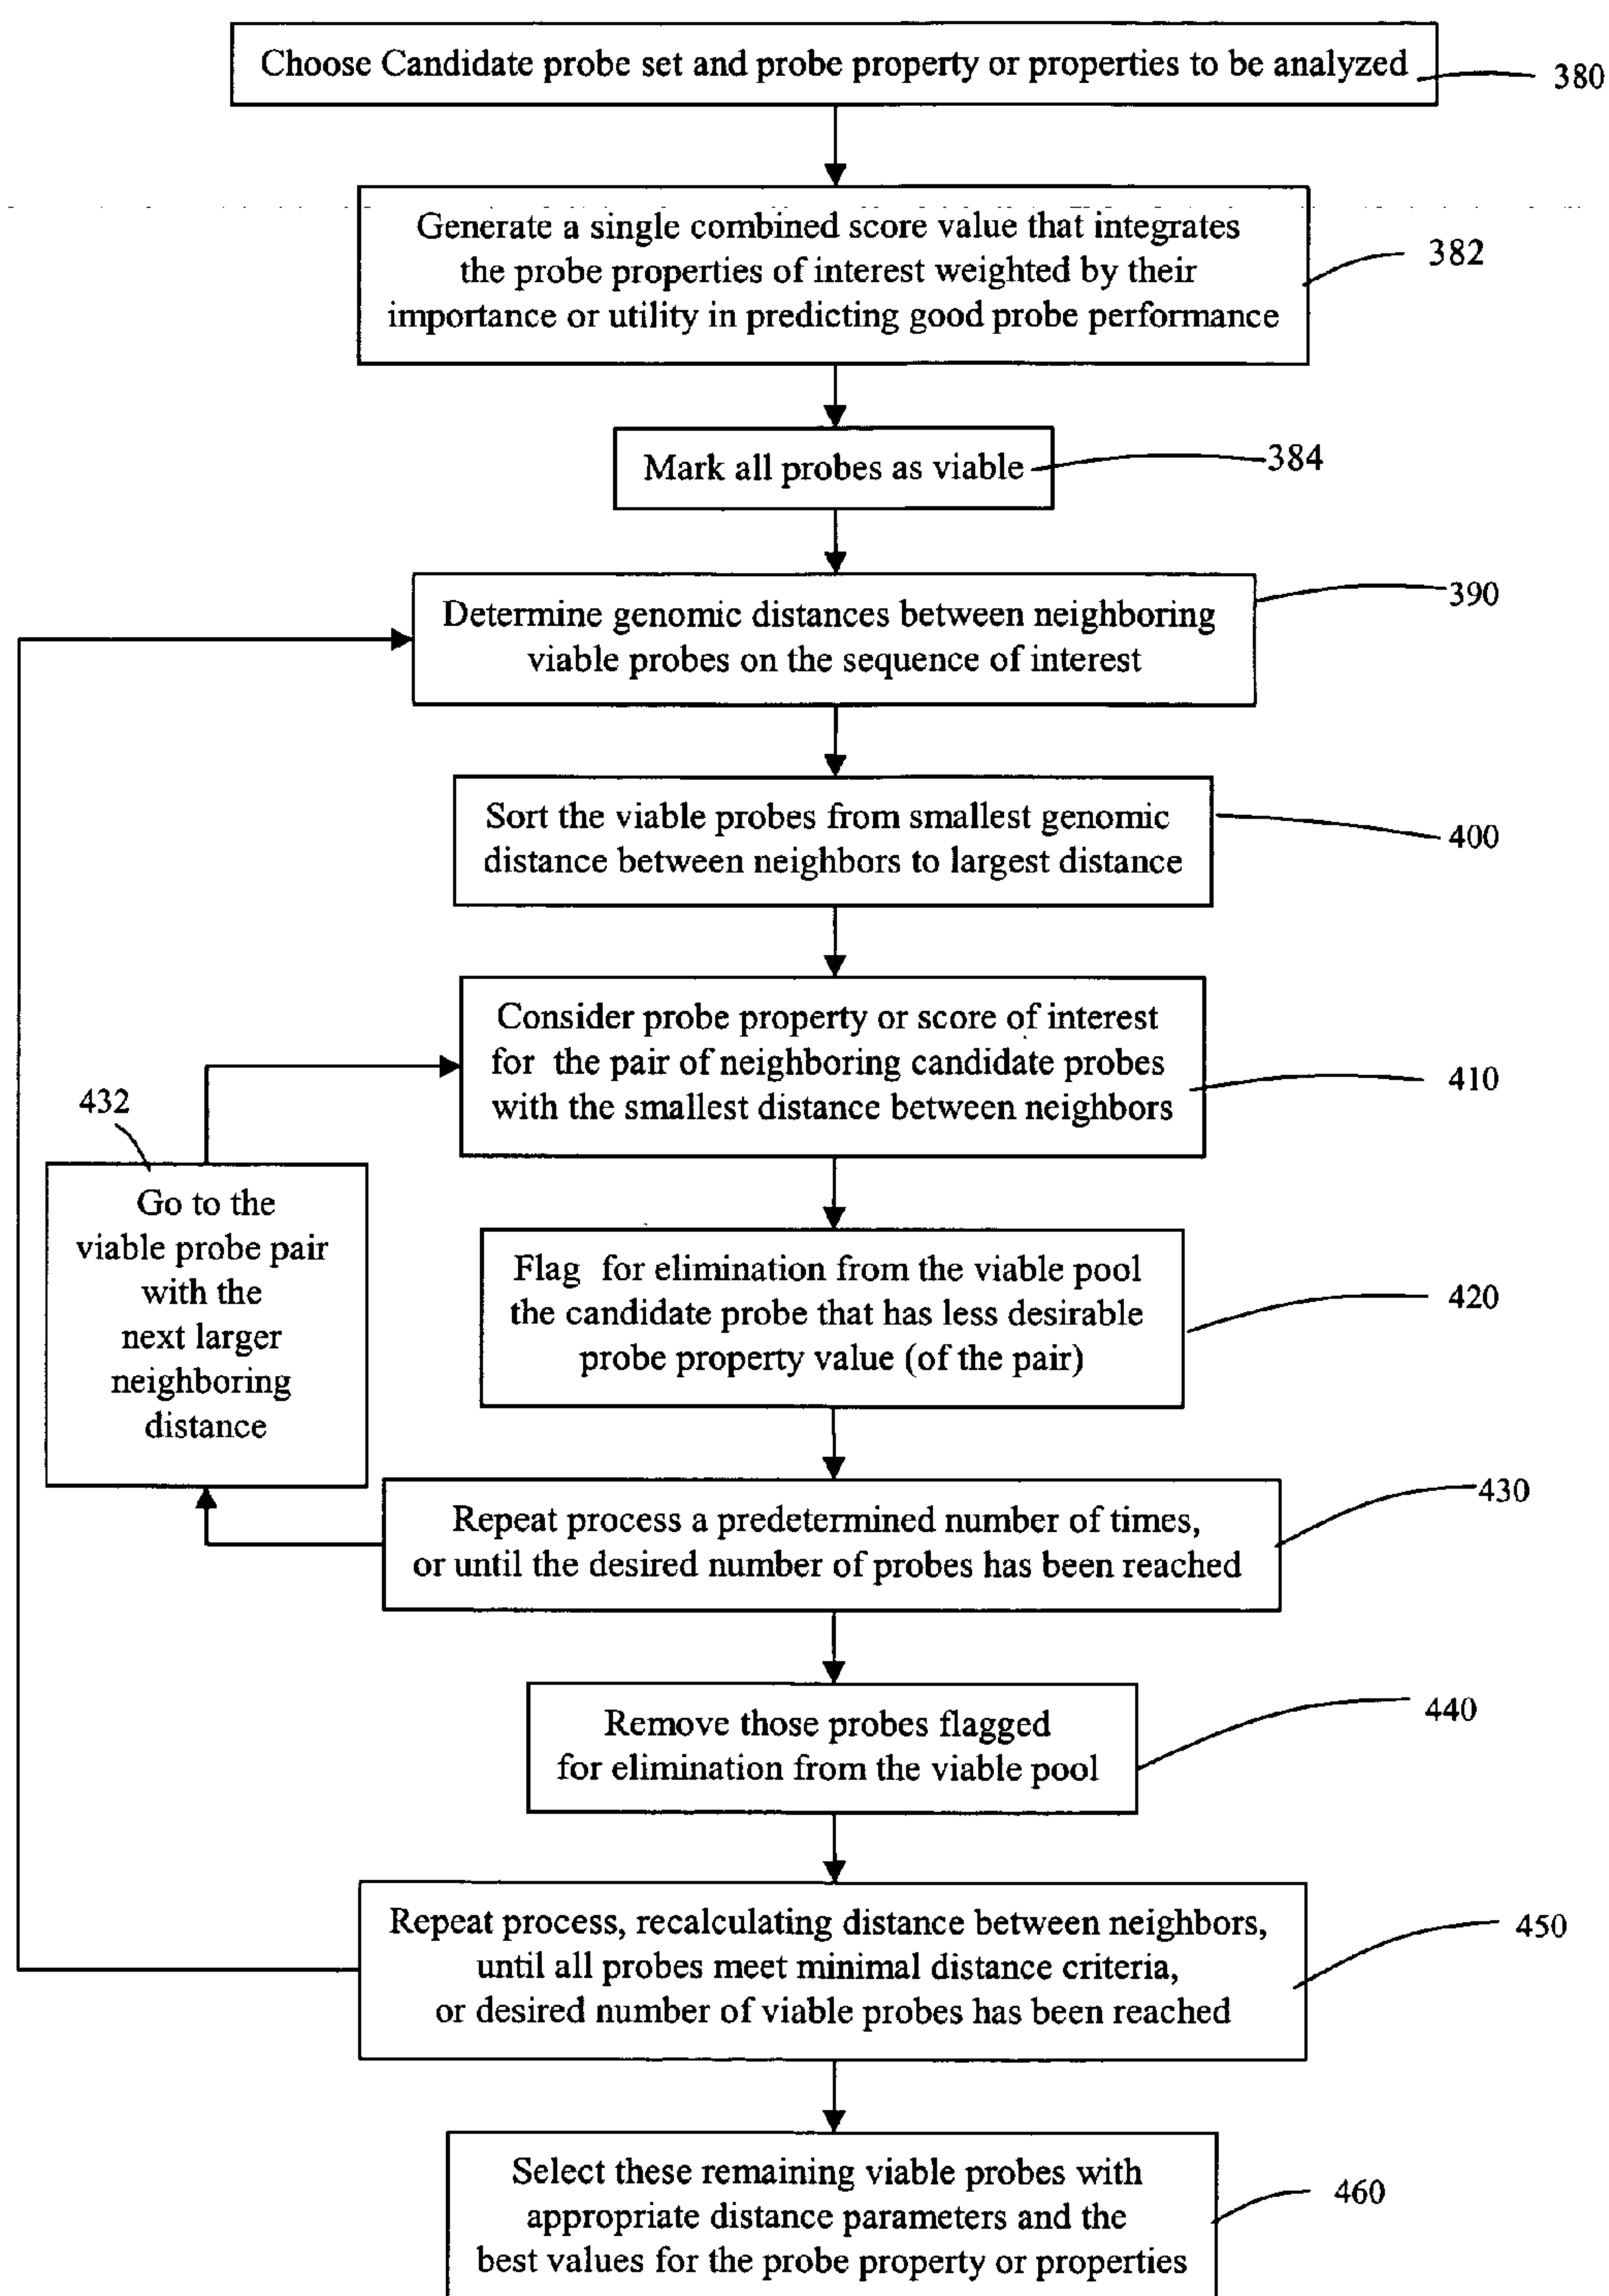 Choose Candidate probe set and probe property or properties to be analyzed
380
Generate a single combined score value that integrates
the probe properties of interest weighted by their
importance or utility in predicting good probe performance
382
Mark all probes as viable
384
Determine genomic distances between neighboring
viable probes on the sequence of interest
390
Sort the viable probes from smallest genomic
distance between neighbors to largest distance
400
Consider probe property or score of interest
for the pair of neighboring candidate probes
with the smallest distance between neighbors
410
432
Go to the
viable probe pair
with the
next larger
neighboring
distance
Flag for elimination from the viable pool
the candidate probe that has less desirable
probe property value (of the pair)
420
Repeat process a predetermined number of times,
or until the desired number of probes has been reached
430
Remove those probes flagged
for elimination from the viable pool
440
Repeat process, recalculating distance between neighbors,
until all probes meet minimal distance criteria,
or desired number of viable probes has been reached
450
Select these remaining viable probes with
appropriate distance parameters and the
best values for the probe property or properties
460